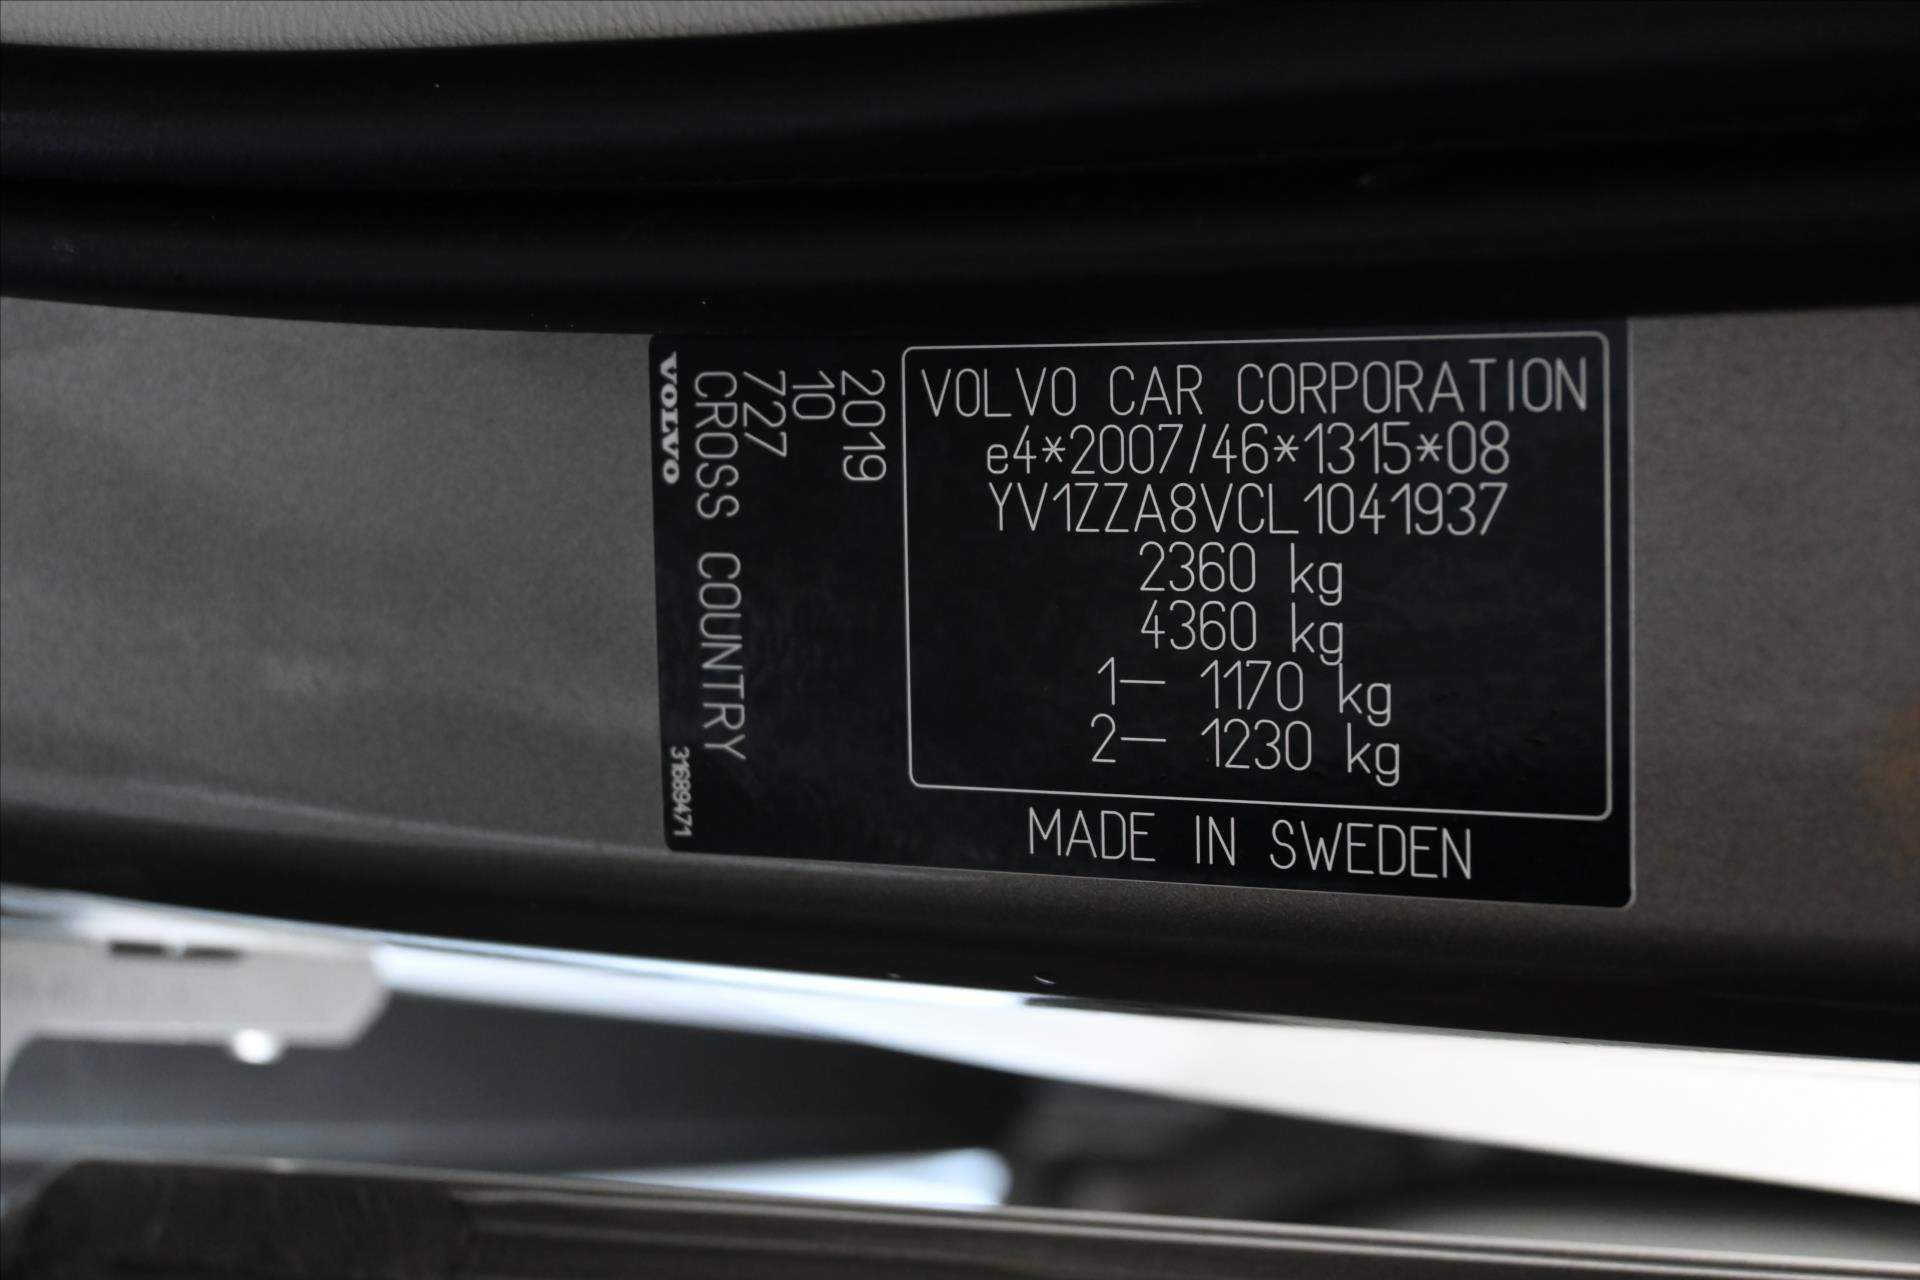 VOLVO CAR CORPORATION
e4*2007/46*1315*08
YV1ZZA8VCL1041937
2360 kg
4360 kg
1— 1170 kg
2— 1230 kg
MADE IN SWEDEN
2019
10
727
CROSS COUNTRY
VOLVO
31689471